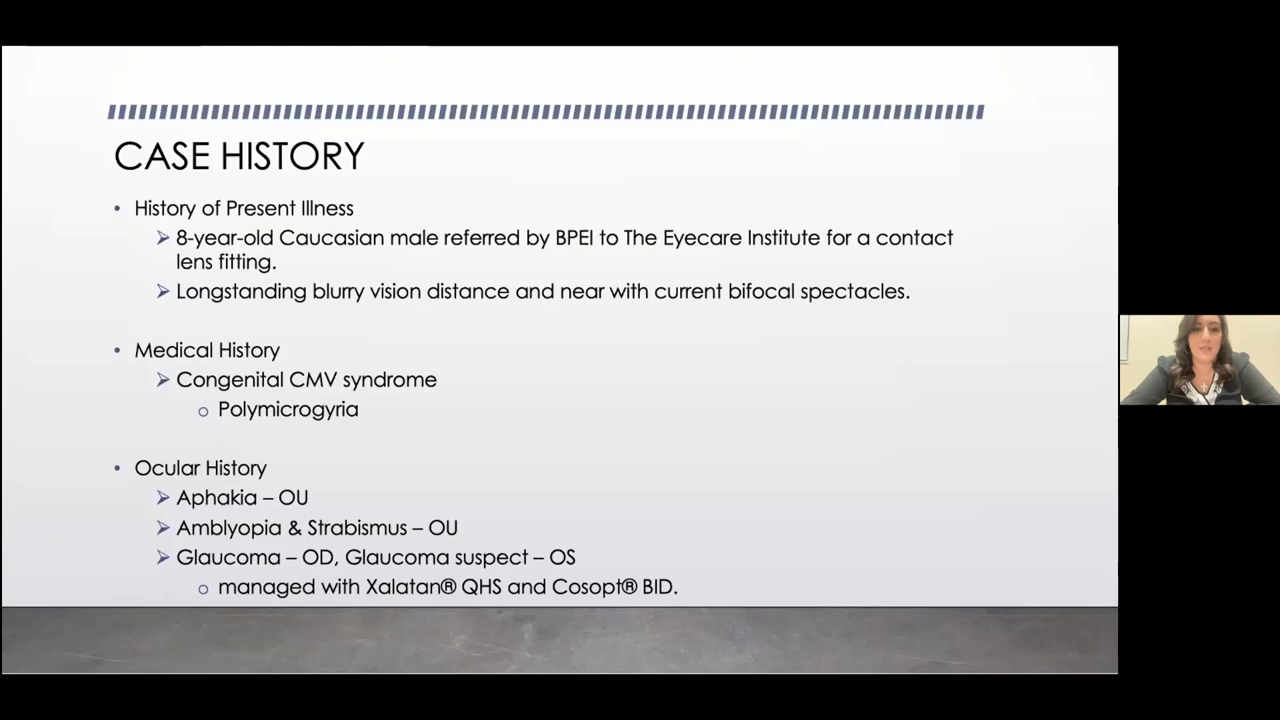 CASE HISTORY
• History of Present Illness
➢ 8-year-old Caucasian male referred by BPEI to The Eyecare Institute for a contact
lens fitting.
➢ Longstanding blurry vision distance and near with current bifocal spectacles.
• Medical History
➢ Congenital CMV syndrome
o Polymicrogyria
• Ocular History
➢ Aphakia – OU
➢ Amblyopia & Strabismus – OU
➢ Glaucoma – OD, Glaucoma suspect – OS
o managed with Xalatan® QHS and Cosopt® BID.